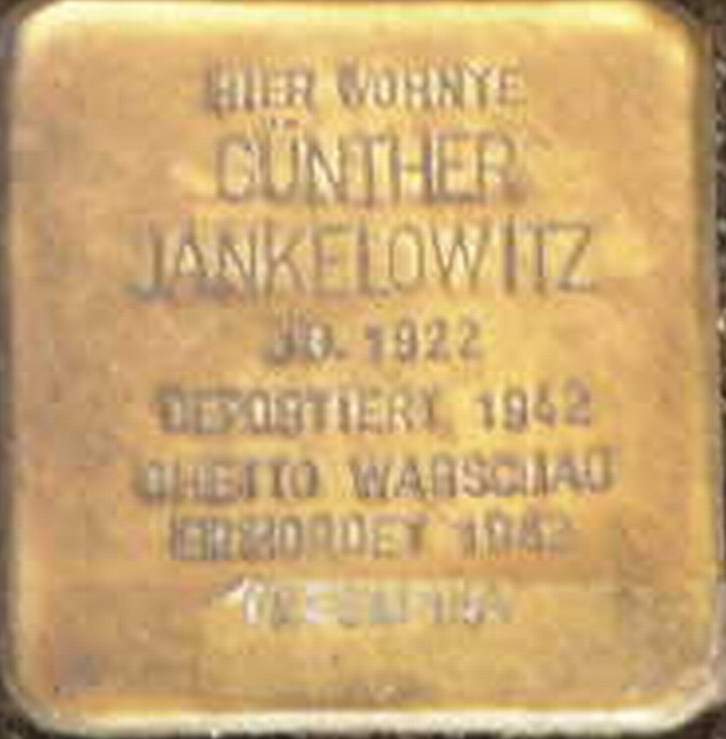 HIER WOHNTE
GÜNTHER
JANKELOWITZ
JG. 1922
DEPORTIERT 1942
GHETTO WARSCHAU
ERMORDET 1942